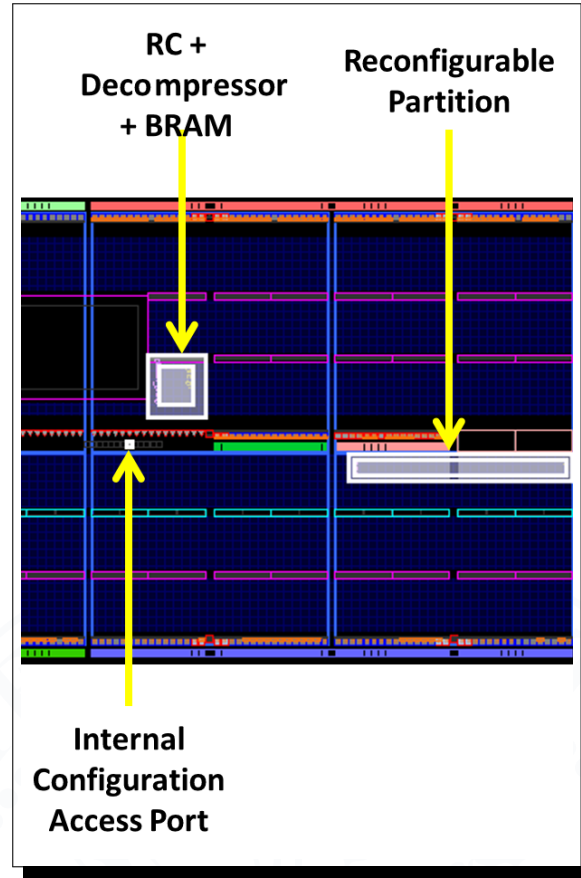 RC +
Decompressor
+ BRAM
Reconfigurable
Partition
Internal
Configuration
Access Port